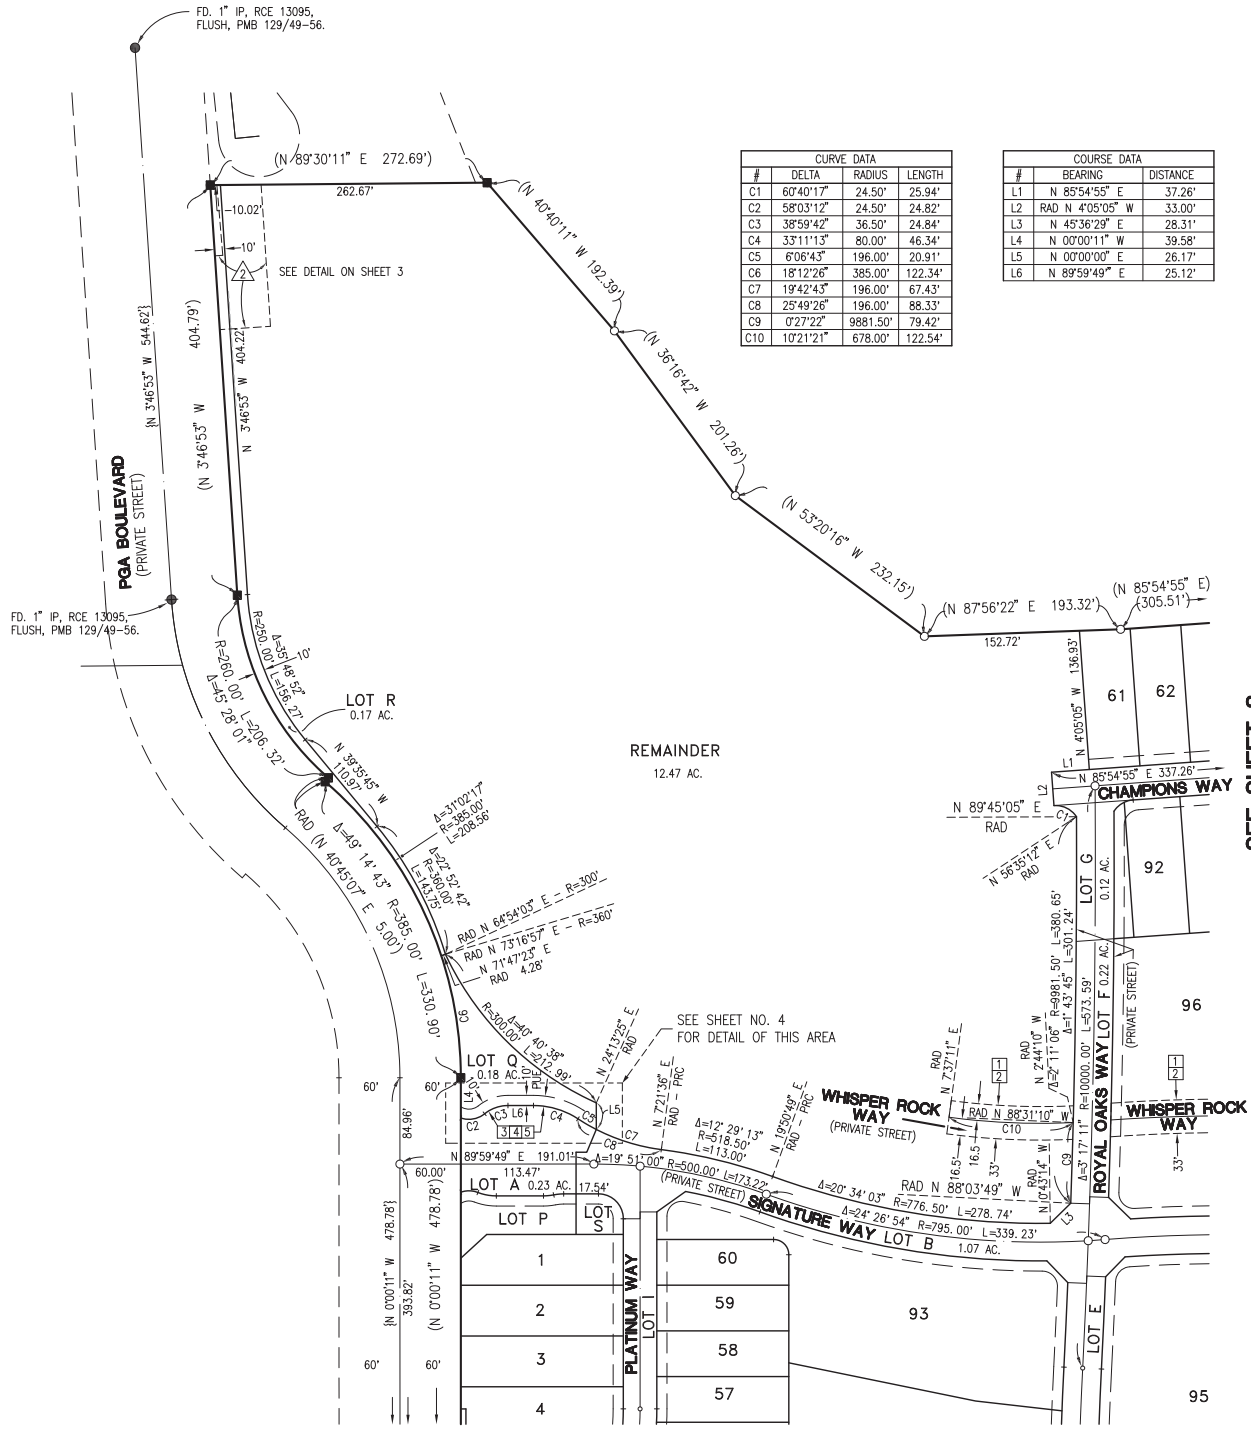 FD. 1" IP, RCE 13095,
FLUSH, PMB 129/49-56.
(N 89°30'11" E 272.69')
262.67'
10.02'
10'
2
SEE DETAIL ON SHEET 3
(N 40°40'11" W 192.39')
(N 36°16'42" W 201.26')
(N 53°20'16" W 232.15')
(N 87°56'22" E 193.32')
152.72'
(N 85°54'55" E)
(305.51')
CURVE DATA
# DELTA RADIUS LENGTH
C1 60°40'17" 24.50' 25.94'
C2 58°03'12" 24.50' 24.82'
C3 38°59'42" 36.50' 24.84'
C4 33°11'13" 80.00' 46.34'
C5 6°06'43" 196.00' 20.91'
C6 18°12'26" 385.00' 122.34'
C7 19°42'43" 196.00' 67.43'
C8 25°49'26" 196.00' 88.33'
C9 0°27'22" 9881.50' 79.42'
C10 10°21'21" 678.00' 122.54'
COURSE DATA
# BEARING DISTANCE
L1 N 85°54'55" E 37.26'
L2 RAD N 4°05'05" W 33.00'
L3 N 45°36'29" E 28.31'
L4 N 00°00'11" W 39.58'
L5 N 00°00'00" E 26.17'
L6 N 89°59'49" E 25.12'
{N 3°46'53" W 544.62'}
(N 3°46'53" W 404.79')
N 3°46'53" W 404.22'
PGA BOULEVARD
(PRIVATE STREET)
FD. 1" IP, RCE 13095,
FLUSH, PMB 129/49-56.
R=260.00' L=206.32'
Δ=45°28'01"
Δ=35°48'52"
R=250.00' L=156.27'
10'
LOT R
0.17 AC.
N 39°35'45" W
110.97'
REMAINDER
12.47 AC.
RAD (N 40°45'07" E 5.00')
Δ=49°14'43" R=385.00' L=330.90'
Δ=31°02'17"
R=385.00'
L=208.56'
Δ=22°52'42"
R=360.00'
L=143.75'
RAD N 64°54'03" E - R=300'
RAD N 73°16'57" E - R=360'
N 71°47'23" E
RAD 4.28'
C6
Δ=40°40'38"
R=300.00' L=212.99'
N 24°13'25" E
RAD
SEE SHEET NO. 4
FOR DETAIL OF THIS AREA
LOT Q
0.18 AC.
10'
PUE
10'
L4
C2
C3 L6 C4
C5
L5
3 4 5
C7
C8
60' 60'
84.96'
N 7°21'36" E
RAD - PRC
N 19°50'49" E
RAD - PRC
Δ=12°29'13"
R=518.50'
L=113.00'
N 89°59'49" E 191.01'
60.00' 113.47'
Δ=19°51'00" R=500.00' L=173.22'
(PRIVATE STREET)
SIGNATURE WAY LOT B
1.07 AC.
Δ=20°34'03" R=776.50' L=278.74'
Δ=24°26'54" R=795.00' L=339.23'
LOT A 0.23 AC. 17.54'
LOT P
LOT
S
1
2
3
4
{N 0°00'11" W 478.78'}
393.82'
(N 0°00'11" W 478.78')
60' 60'
PLATINUM WAY
LOT I
60
59
58
57
93
95
LOT E
L3
N 4°05'05" W 136.93'
61
62
L1
L2
N 85°54'55" E 337.26'
CHAMPIONS WAY
N 89°45'05" E
RAD
C1
N 56°35'12" E
RAD
LOT G
0.12 AC.
92
96
Δ=2°11'06" R=9981.50' L=380.65'
Δ=1°43'45" L=301.24'
Δ=3°17'11" R=10000.00' L=573.59'
ROYAL OAKS WAY LOT F 0.22 AC.
(PRIVATE STREET)
RAD
N 7°37'11" E
RAD
N 2°44'10" W
1
2
RAD N 88°31'10" W
C10
WHISPER ROCK
WAY
(PRIVATE STREET)
16.5'
16.5'
33'
RAD N 88°03'49" W
RAD
N 0°43'14" W
C9
1
2
WHISPER ROCK
WAY
33'